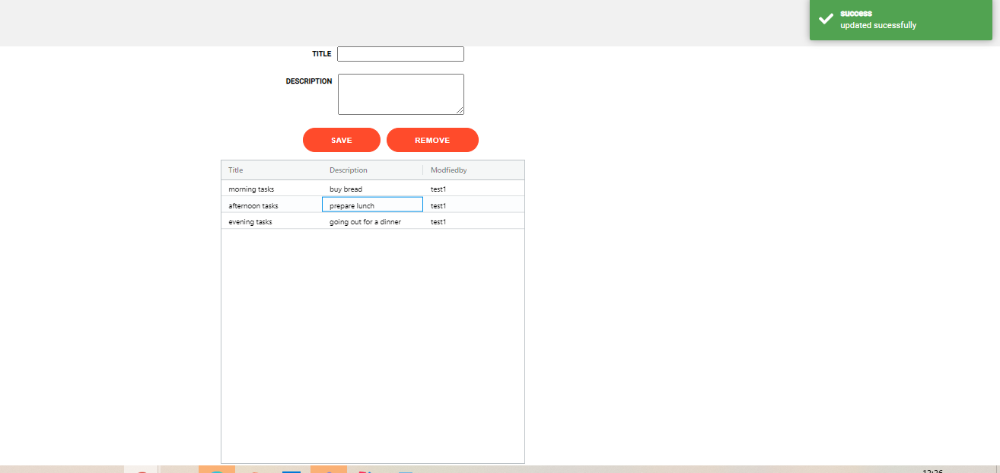 success
updated sucessfully
TITLE
DESCRIPTION
SAVE REMOVE
Title Description Modfiedby
morning tasks buy bread test1
afternoon tasks prepare lunch test1
evening tasks going out for a dinner test1